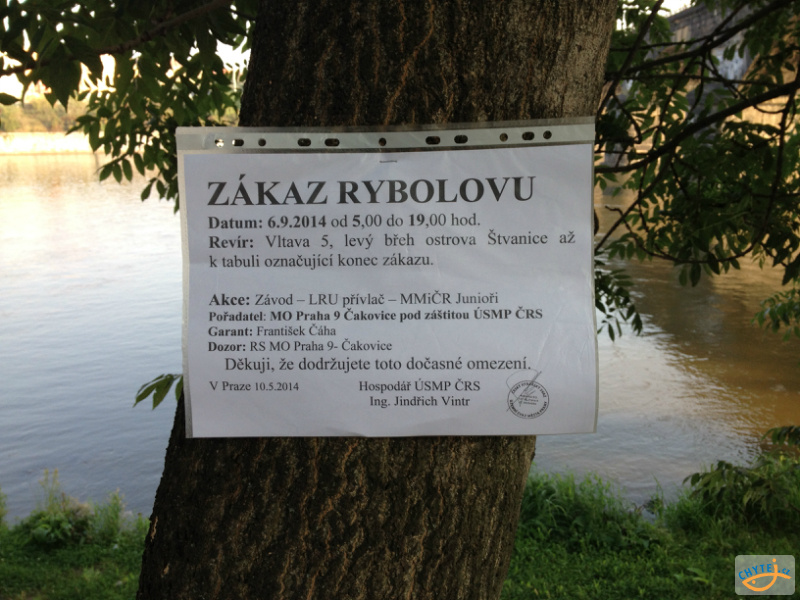 ZÁKAZ RYBOLOVU
Datum: 6.9.2014 od 5,00 do 19,00 hod.
Revír: Vltava 5, levý břeh ostrova Štvanice až
k tabuli označující konec zákazu.
Akce: Závod – LRU přívlač – MMiČR Junioři
Pořadatel: MO Praha 9 Čakovice pod záštitou ÚSMP ČRS
Garant: František Čáha
Dozor: RS MO Praha 9- Čakovice
Děkuji, že dodržujete toto dočasné omezení.
V Praze 10.5.2014 Hospodář ÚSMP ČRS
Ing. Jindřich Vintr
CHYTEJ.cz